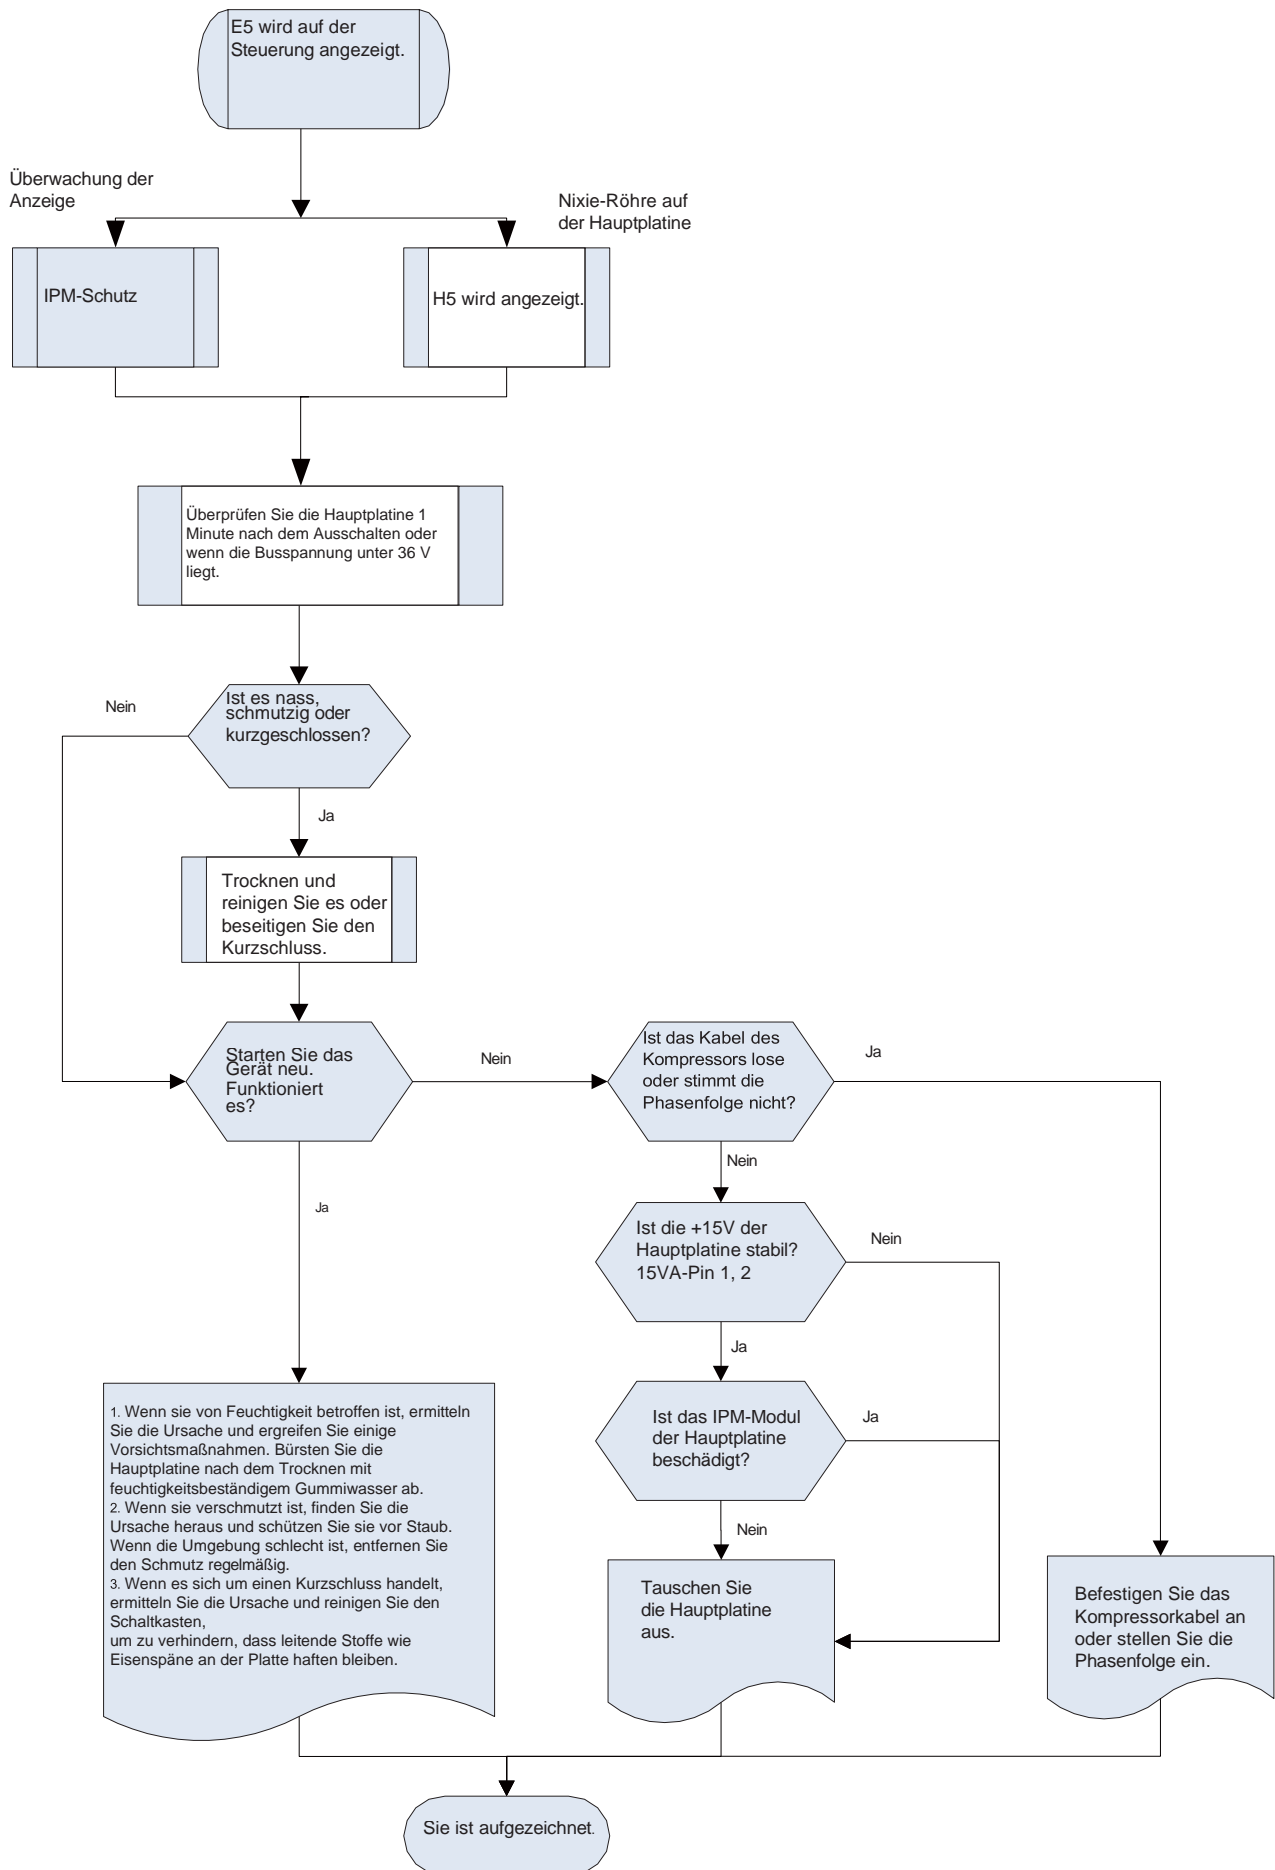 E5 wird auf der
Steuerung angezeigt.
Überwachung der
Anzeige
Nixie-Röhre auf
der Hauptplatine
IPM-Schutz
H5 wird angezeigt.
Überprüfen Sie die Hauptplatine 1
Minute nach dem Ausschalten oder
wenn die Busspannung unter 36 V
liegt.
Ist es nass,
schmutzig oder
kurzgeschlossen?
Nein
Ja
Trocknen und
reinigen Sie es oder
beseitigen Sie den
Kurzschluss.
Starten Sie das
Gerät neu.
Funktioniert
es?
Nein
Ist das Kabel des
Kompressors lose
oder stimmt die
Phasenfolge nicht?
Ja
Nein
Ja
Ist die +15V der
Hauptplatine stabil?
15VA-Pin 1, 2
Nein
Ja
Ist das IPM-Modul
der Hauptplatine
beschädigt?
Ja
Nein
1. Wenn sie von Feuchtigkeit betroffen ist, ermitteln
Sie die Ursache und ergreifen Sie einige
Vorsichtsmaßnahmen. Bürsten Sie die
Hauptplatine nach dem Trocknen mit
feuchtigkeitsbeständigem Gummiwasser ab.
2. Wenn sie verschmutzt ist, finden Sie die
Ursache heraus und schützen Sie sie vor Staub.
Wenn die Umgebung schlecht ist, entfernen Sie
den Schmutz regelmäßig.
3. Wenn es sich um einen Kurzschluss handelt,
ermitteln Sie die Ursache und reinigen Sie den
Schaltkasten,
um zu verhindern, dass leitende Stoffe wie
Eisenspäne an der Platte haften bleiben.
Tauschen Sie
die Hauptplatine
aus.
Befestigen Sie das
Kompressorkabel an
oder stellen Sie die
Phasenfolge ein.
Sie ist aufgezeichnet.